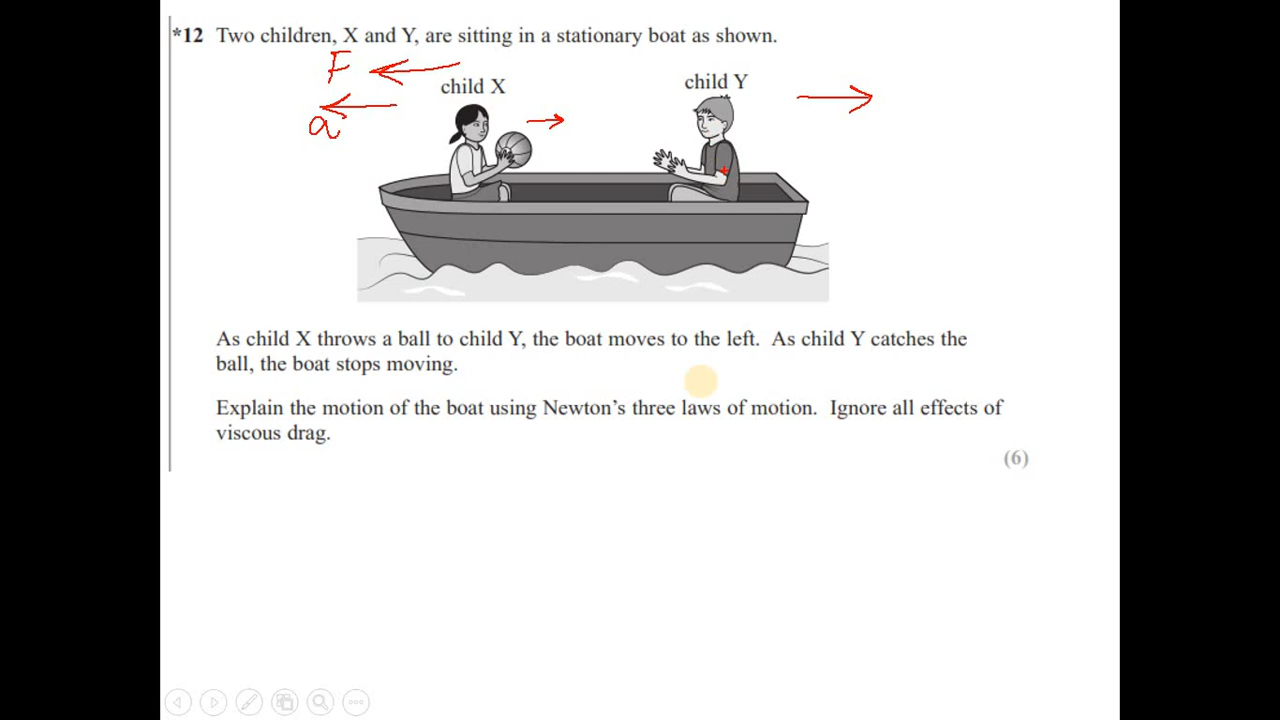 *12 Two children, X and Y, are sitting in a stationary boat as shown.
F
child X
child Y
a
As child X throws a ball to child Y, the boat moves to the left. As child Y catches the
ball, the boat stops moving.
Explain the motion of the boat using Newton’s three laws of motion. Ignore all effects of
viscous drag.
(6)